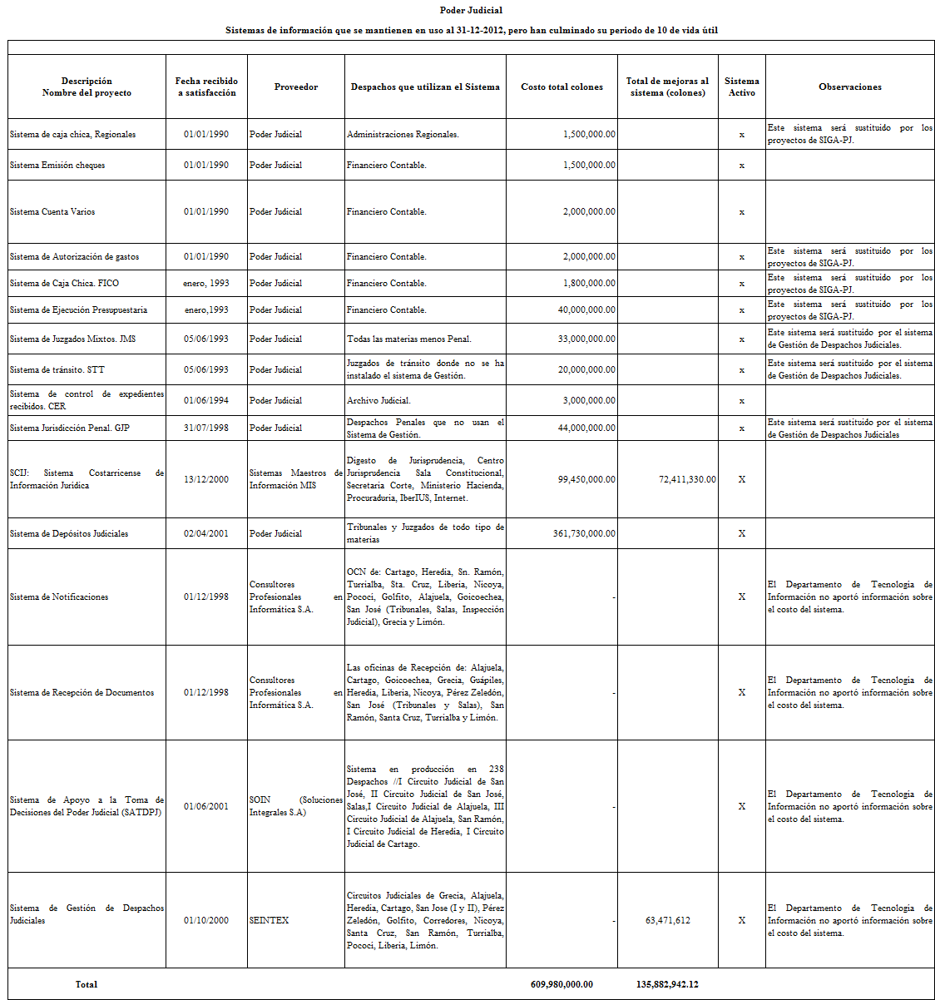 Poder Judicial
Sistemas de información que se mantienen en uso al 31-12-2012, pero han culminado su periodo de 10 de vida útil
Descripción
Nombre del proyecto
Fecha recibido
a satisfacción
Proveedor
Despachos que utilizan el Sistema
Costo total colones
Total de mejoras al
sistema (colones)
Sistema
Activo
Observaciones
Sistema de caja chica, Regionales
01/01/1990
Poder Judicial
Administraciones Regionales.
1,500,000.00
x
Este sistema será sustituido por los
proyectos de SIGA-PJ.
Sistema Emisión cheques
01/01/1990
Poder Judicial
Financiero Contable.
1,500,000.00
x
Sistema Cuenta Varios
01/01/1990
Poder Judicial
Financiero Contable.
2,000,000.00
x
Sistema de Autorización de gastos
01/01/1990
Poder Judicial
Financiero Contable.
2,000,000.00
x
Este sistema será sustituido por los
proyectos de SIGA-PJ.
Sistema de Caja Chica. FICO
enero, 1993
Poder Judicial
Financiero Contable.
1,800,000.00
x
Este sistema será sustituido por los
proyectos de SIGA-PJ.
Sistema de Ejecución Presupuestaria
enero,1993
Poder Judicial
Financiero Contable.
40,000,000.00
x
Este sistema será sustituido por los
proyectos de SIGA-PJ.
Sistema de Juzgados Mixtos. JMS
05/06/1993
Poder Judicial
Todas las materias menos Penal.
33,000,000.00
x
Este sistema será sustituido por el sistema
de Gestión de Despachos Judiciales.
Sistema de tránsito. STT
05/06/1993
Poder Judicial
Juzgados de tránsito donde no se ha
instalado el sistema de Gestión.
20,000,000.00
x
Este sistema será sustituido por el sistema
de Gestión de Despachos Judiciales.
Sistema de control de expedientes
recibidos. CER
01/06/1994
Poder Judicial
Archivo Judicial.
3,000,000.00
x
Sistema Jurisdicción Penal. GJP
31/07/1998
Poder Judicial
Despachos Penales que no usan el
Sistema de Gestión.
44,000,000.00
x
Este sistema será sustituido por el sistema
de Gestión de Despachos Judiciales
SCIJ: Sistema Costarricense de
Información Jurídica
13/12/2000
Sistemas Maestros de
Información MIS
Digesto de Jurisprudencia, Centro
Jurisprudencia Sala Constitucional,
Secretaria Corte, Ministerio Hacienda,
Procuraduría, IberIUS, Internet.
99,450,000.00
72,411,330.00
X
Sistema de Depósitos Judiciales
02/04/2001
Poder Judicial
Tribunales y Juzgados de todo tipo de
materias
361,730,000.00
X
Sistema de Notificaciones
01/12/1998
Consultores
Profesionales en
Informática S.A.
OCN de: Cartago, Heredia, Sn. Ramón,
Turrialba, Sta. Cruz, Liberia, Nicoya,
Pococí, Golfito, Alajuela, Goicoechea,
San José (Tribunales, Salas, Inspección
Judicial), Grecia y Limón.
-
X
El Departamento de Tecnología de
Información no aportó información sobre
el costo del sistema.
Sistema de Recepción de Documentos
01/12/1998
Consultores
Profesionales en
Informática S.A.
Las oficinas de Recepción de: Alajuela,
Cartago, Goicoechea, Grecia, Guápiles,
Heredia, Liberia, Nicoya, Pérez Zeledón,
San José (Tribunales y Salas), San
Ramón, Santa Cruz, Turrialba y Limón.
-
X
El Departamento de Tecnología de
Información no aportó información sobre
el costo del sistema.
Sistema de Apoyo a la Toma de
Decisiones del Poder Judicial (SATDPJ)
01/06/2001
SOIN (Soluciones
Integrales S.A)
Sistema en producción en 238
Despachos //I Circuito Judicial de San
José, II Circuito Judicial de San José,
Salas,I Circuito Judicial de Alajuela, III
Circuito Judicial de Alajuela, San Ramón,
I Circuito Judicial de Heredia, I Circuito
Judicial de Cartago.
-
X
El Departamento de Tecnología de
Información no aportó información sobre
el costo del sistema.
Sistema de Gestión de Despachos
Judiciales
01/10/2000
SEINTEX
Circuitos Judiciales de Grecia, Alajuela,
Heredia, Cartago, San Jose (I y II), Pérez
Zeledón, Golfito, Corredores, Nicoya,
Santa Cruz, San Ramón, Turrialba,
Pococí, Liberia, Limón.
-
63,471,612
X
El Departamento de Tecnología de
Información no aportó información sobre
el costo del sistema.
Total
609,980,000.00
135,882,942.12